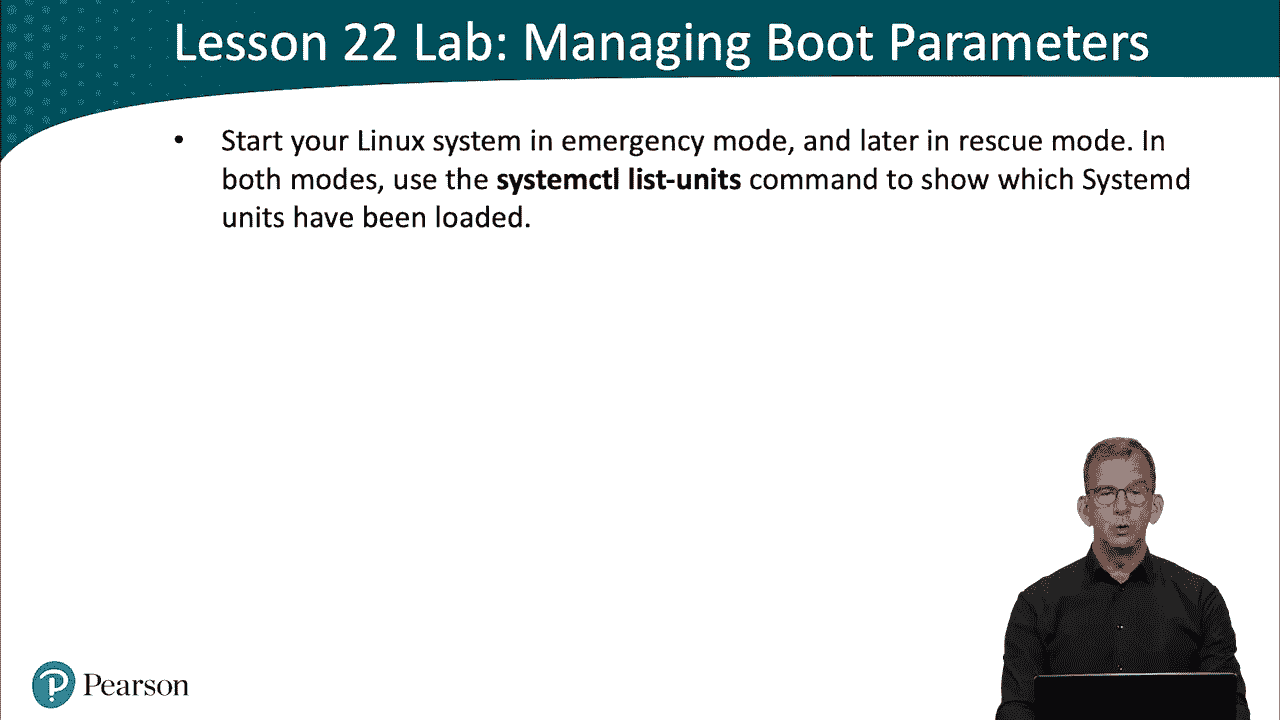 Lesson 22 Lab: Managing Boot Parameters
• Start your Linux system in emergency mode, and later in rescue mode. In
both modes, use the systemctl list-units command to show which Systemd
units have been loaded.
Pearson